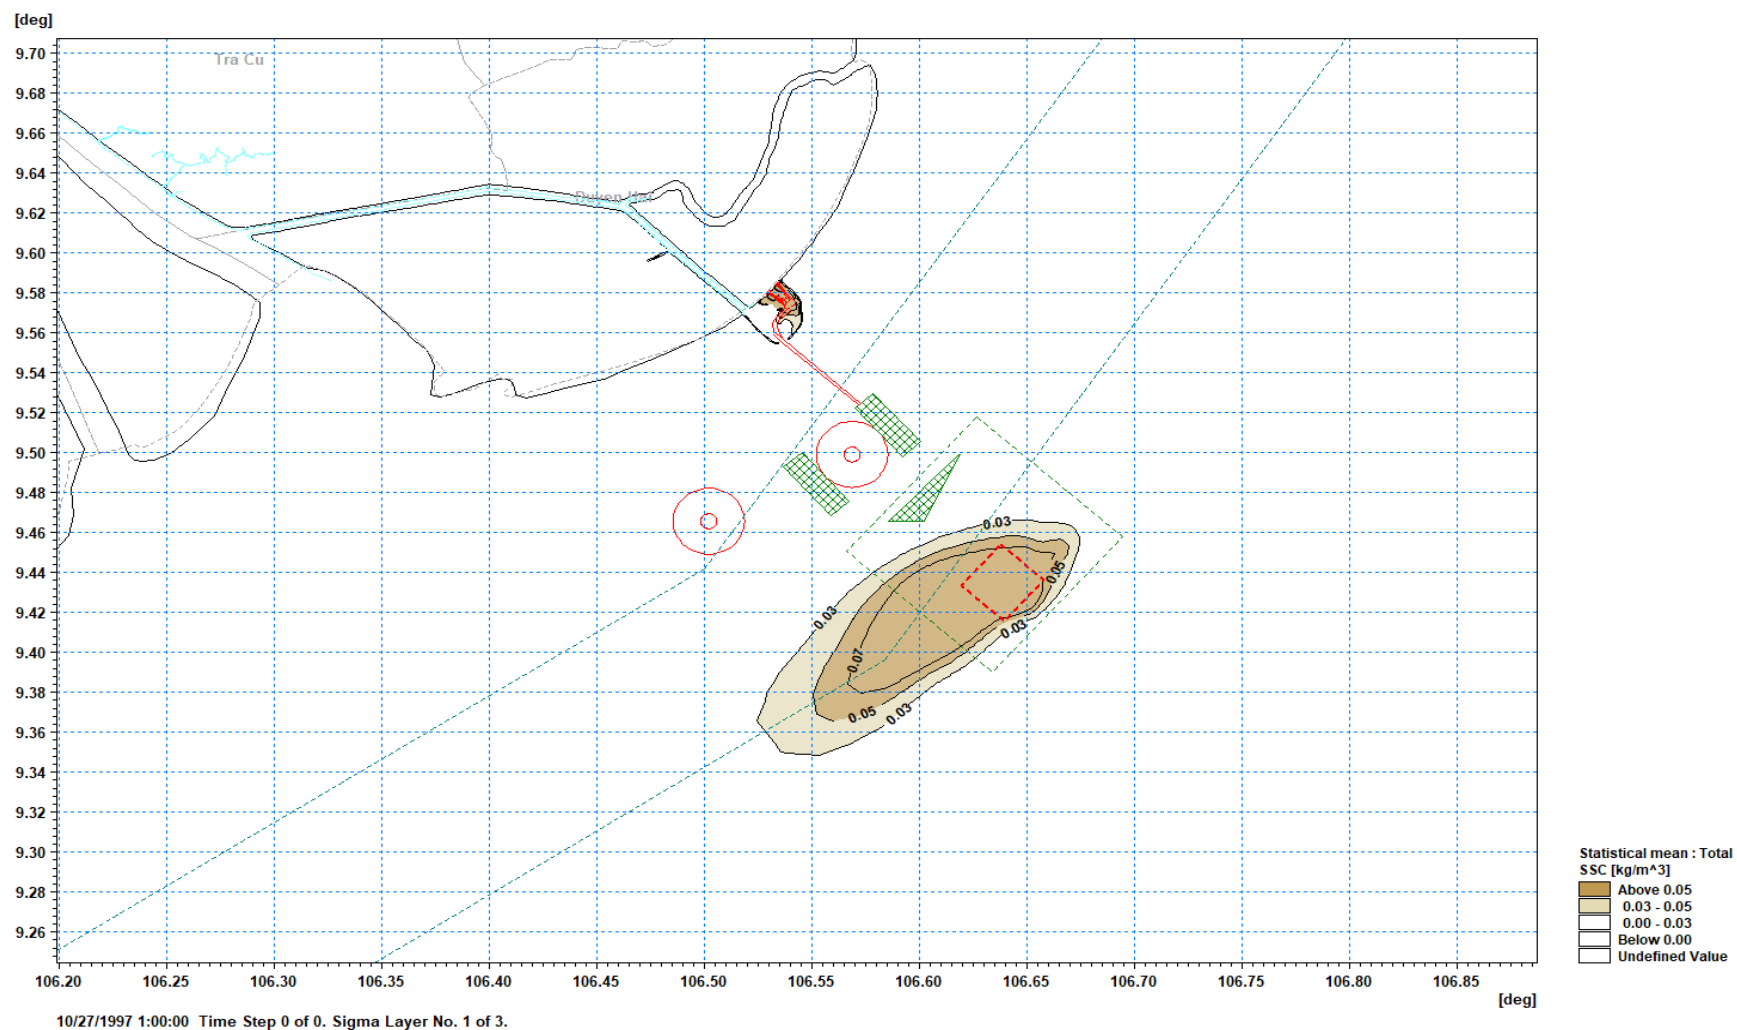 [deg]
9.70
9.68
9.66
9.64
9.62
9.60
9.58
9.56
9.54
9.52
9.50
9.48
9.46
9.44
9.42
9.40
9.38
9.36
9.34
9.32
9.30
9.28
9.26
Tra Cu
Duyen Hai
0.03
0.05
0.03
0.03
0.07
0.05
0.03
106.20 106.25 106.30 106.35 106.40 106.45 106.50 106.55 106.60 106.65 106.70 106.75 106.80 106.85
[deg]
Statistical mean : Total
SSC [kg/m^3]
Above 0.05
0.03 - 0.05
0.00 - 0.03
Below 0.00
Undefined Value
10/27/1997 1:00:00 Time Step 0 of 0. Sigma Layer No. 1 of 3.